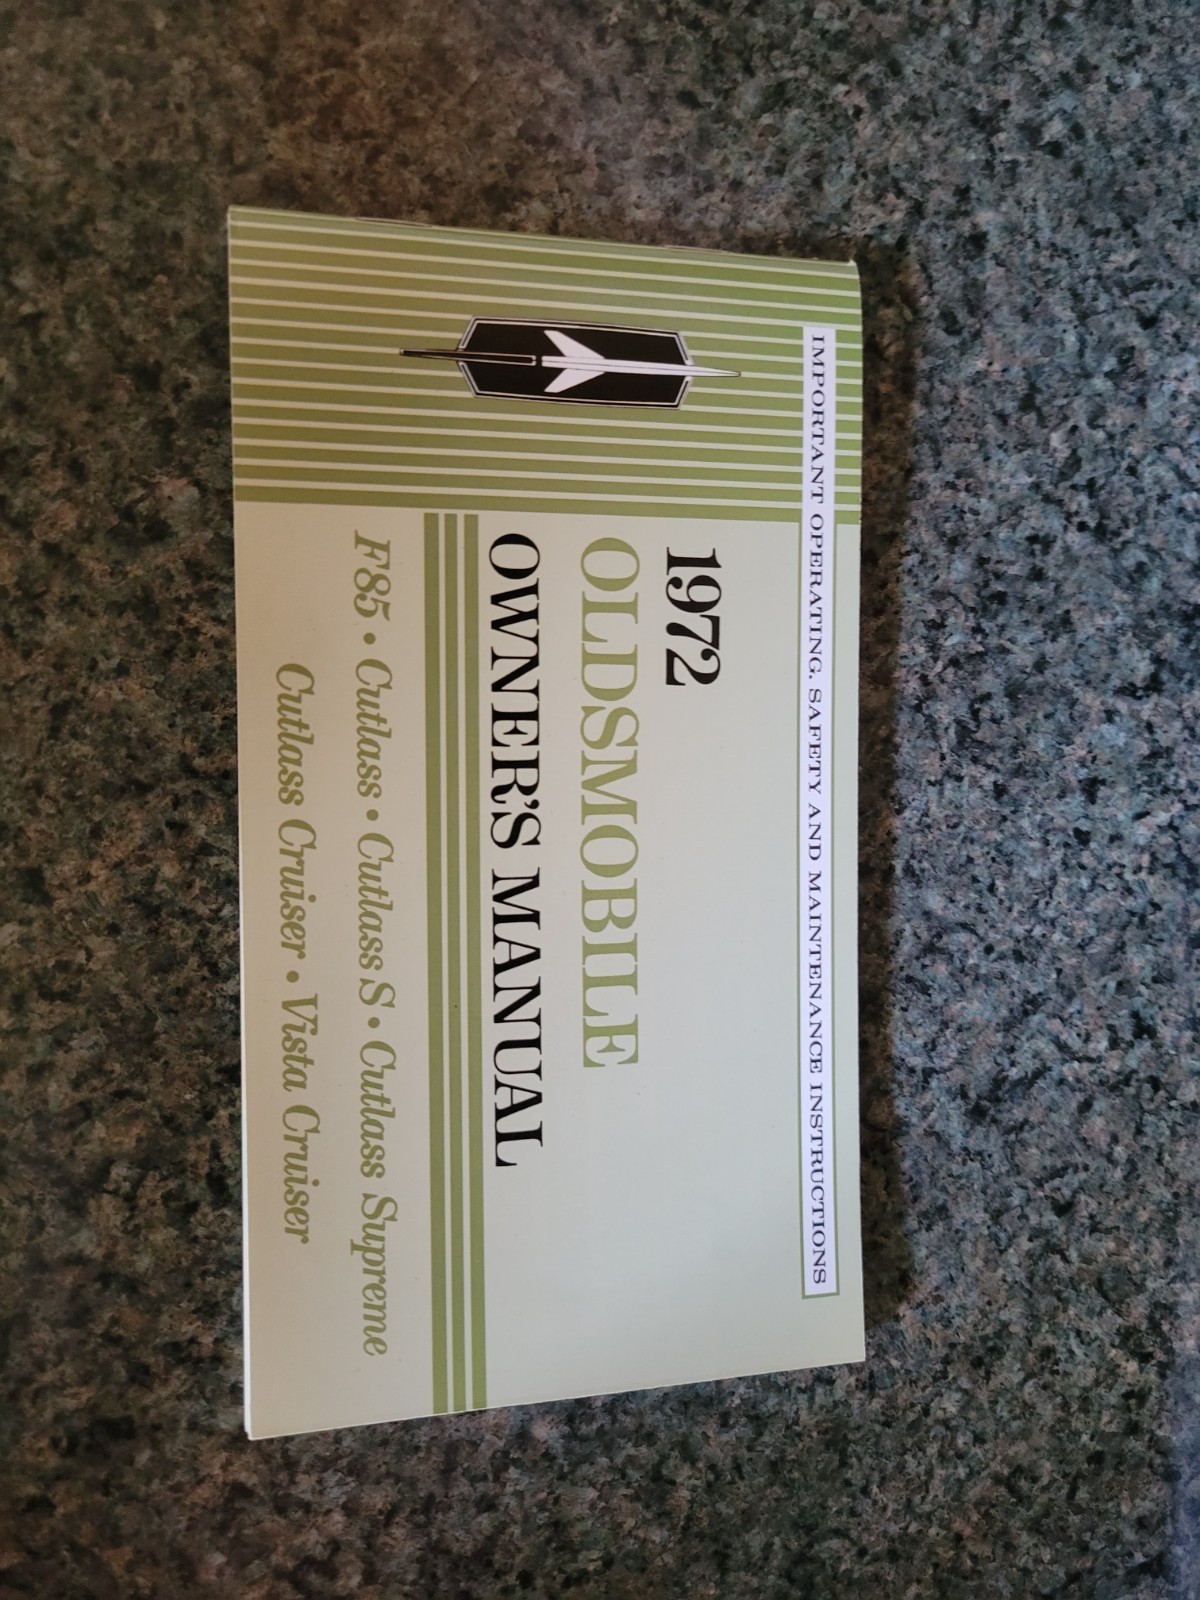 IMPORTANT OPERATING, SAFETY AND MAINTENANCE INSTRUCTIONS
1972
OLDSMOBILE
OWNER'S MANUAL
F85 • Cutlass • Cutlass S • Cutlass Supreme
Cutlass Cruiser • Vista Cruiser